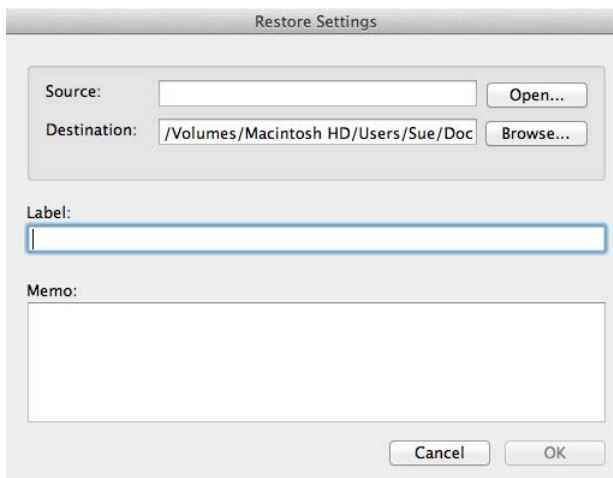 Restore Settings
Source:
Open...
Destination:
/Volumes/Macintosh HD/Users/Sue/Doc
Browse...
Label:
Memo:
Cancel
OK